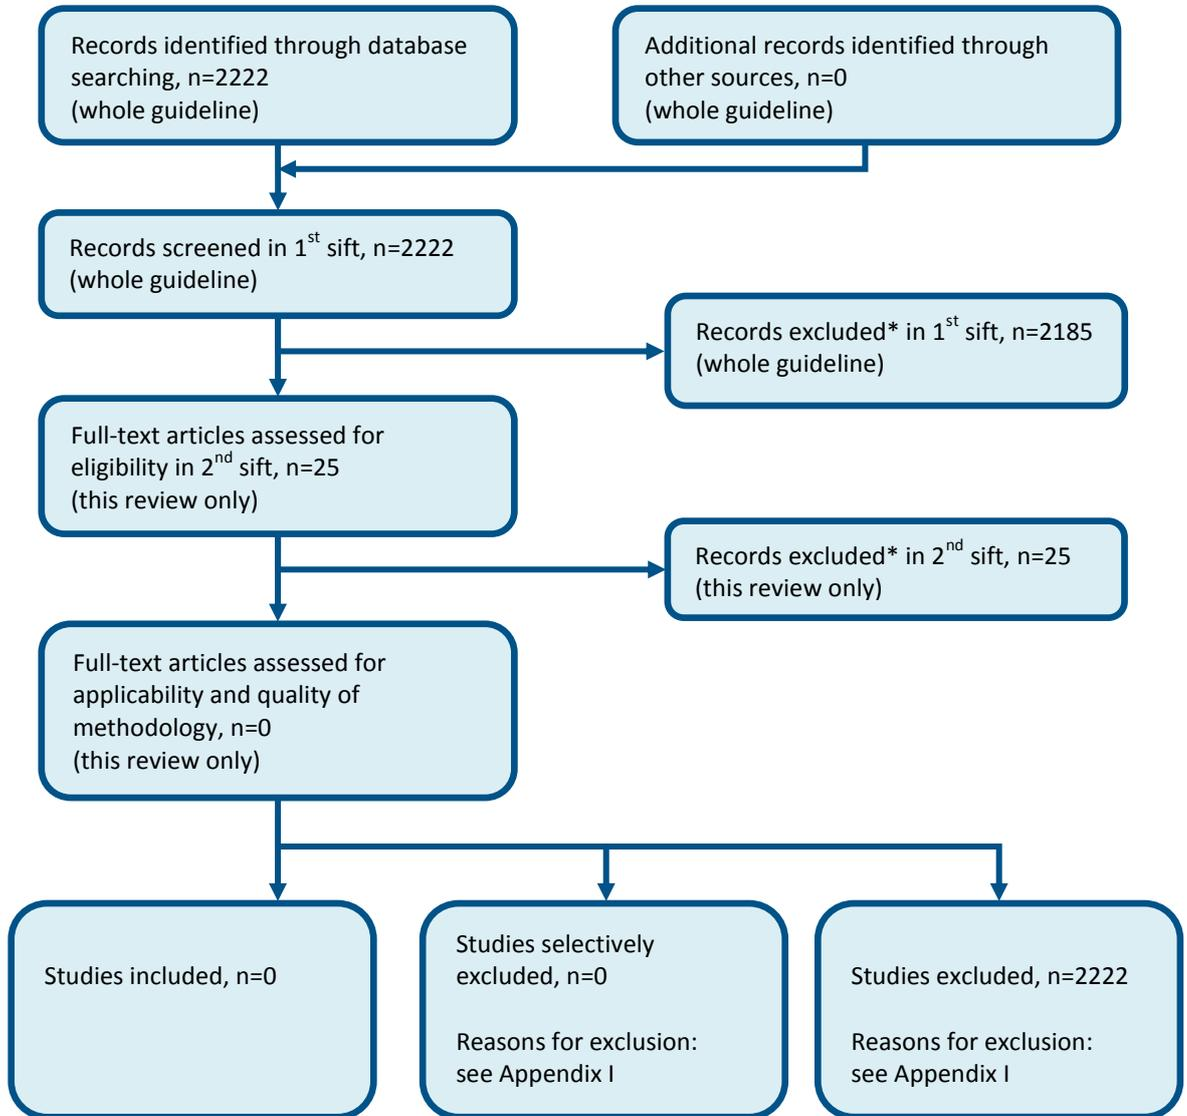 Records identified through database
searching, n=2222
(whole guideline)
Additional records identified through
other sources, n=0
(whole guideline)
Records screened in 1st sift, n=2222
(whole guideline)
Records excluded* in 1st sift, n=2185
(whole guideline)
Full-text articles assessed for
eligibility in 2nd sift, n=25
(this review only)
Records excluded* in 2nd sift, n=25
(this review only)
Full-text articles assessed for
applicability and quality of
methodology, n=0
(this review only)
Studies included, n=0
Studies selectively
excluded, n=0
Reasons for exclusion:
see Appendix I
Studies excluded, n=2222
Reasons for exclusion:
see Appendix I